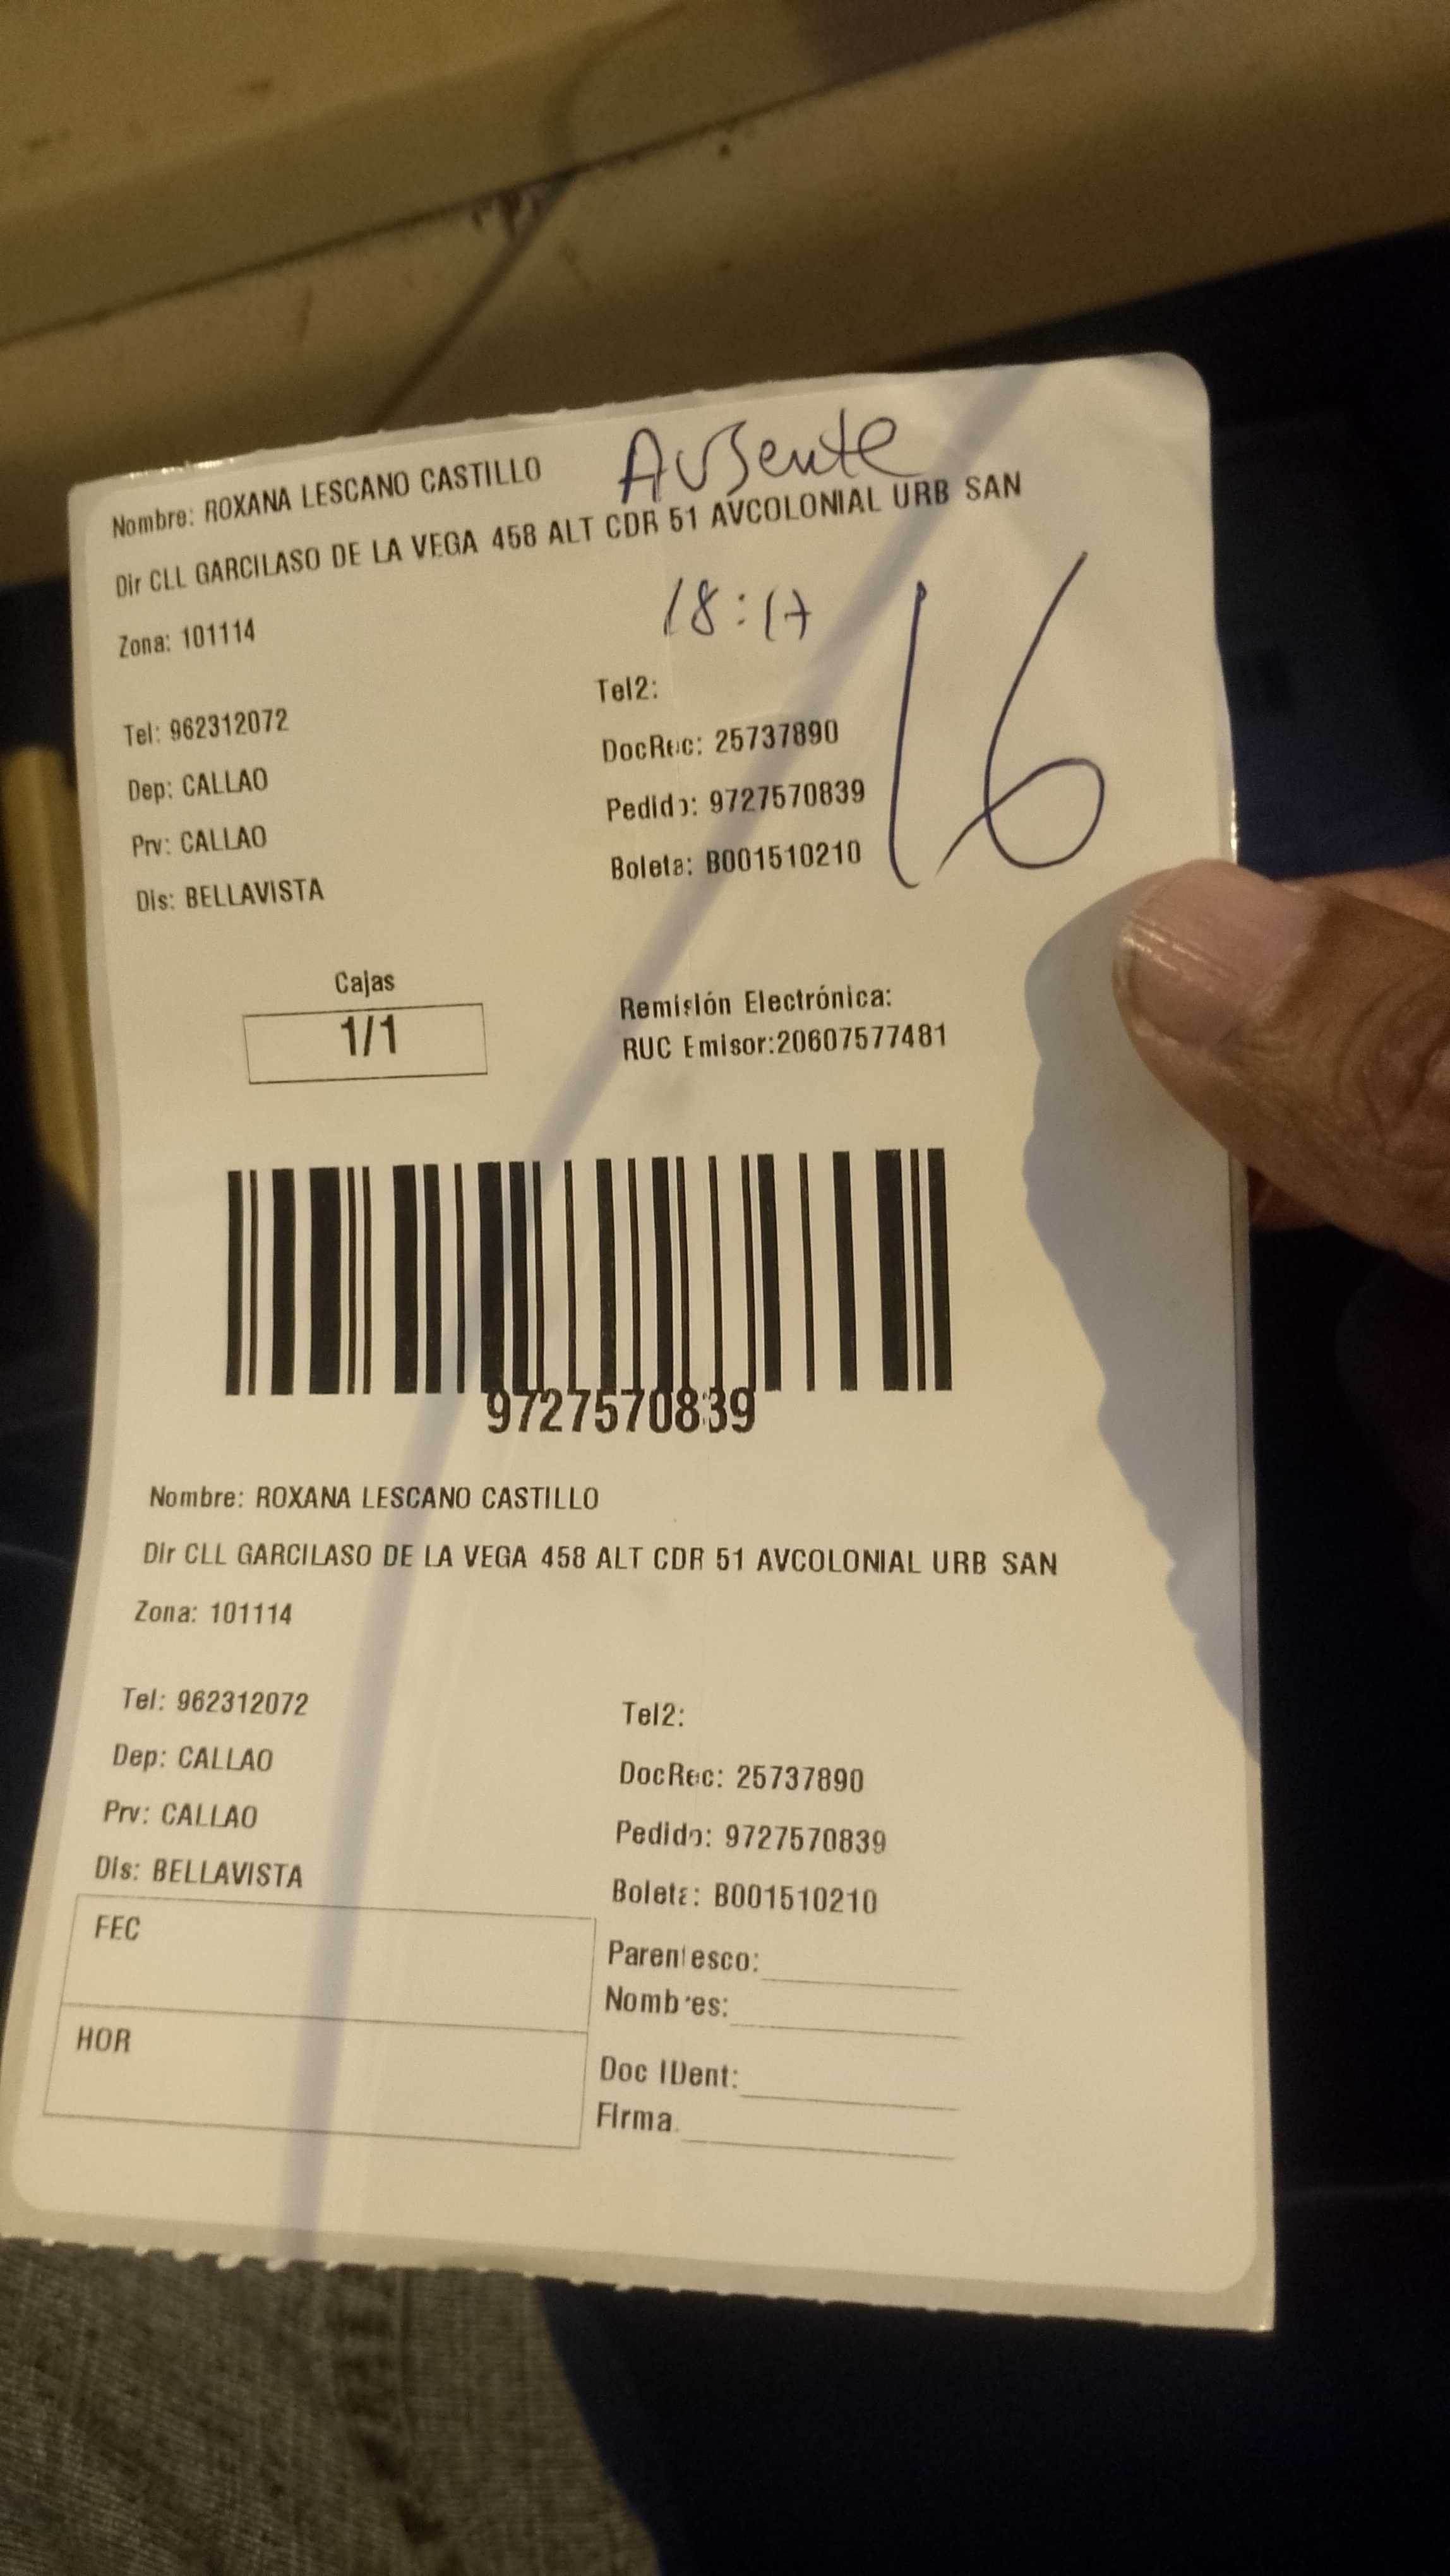 Nombre: ROXANA LESCANO CASTILLO Ausente
Dir CLL GARCILASO DE LA VEGA 458 ALT CDR 51 AVCOLONIAL URB SAN
Zona: 101114 18:17 16
Tel: 962312072 Tel2:
Dep: CALLAO DocRec: 25737890
Prv: CALLAO Pedido: 9727570839
Dis: BELLAVISTA Boleta: B001510210
Cajas
1/1
Remisión Electrónica:
RUC Emisor:20607577481
9727570839
Nombre: ROXANA LESCANO CASTILLO
Dir CLL GARCILASO DE LA VEGA 458 ALT CDR 51 AVCOLONIAL URB SAN
Zona: 101114
Tel: 962312072 Tel2:
Dep: CALLAO DocRec: 25737890
Prv: CALLAO Pedido: 9727570839
Dis: BELLAVISTA Boleta: B001510210
FEC
HOR
Parentesco:
Nombres:
Doc IDent:
Firma